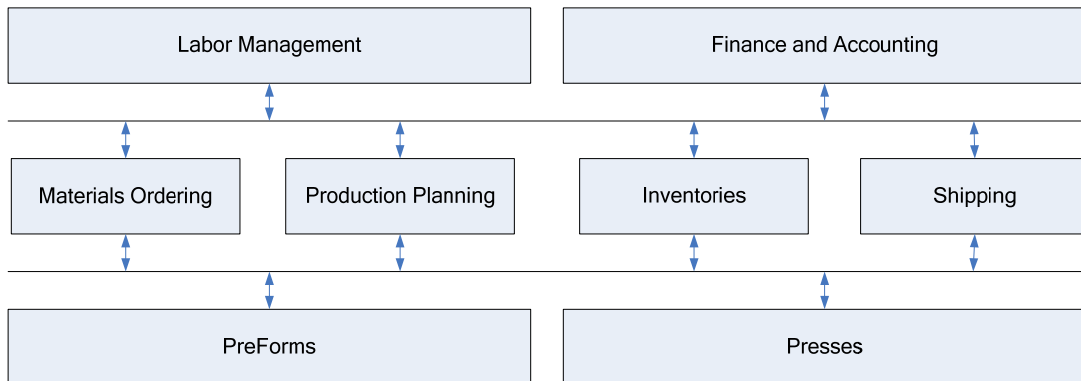 Labor Management
Finance and Accounting
Materials Ordering
Production Planning
Inventories
Shipping
PreForms
Presses